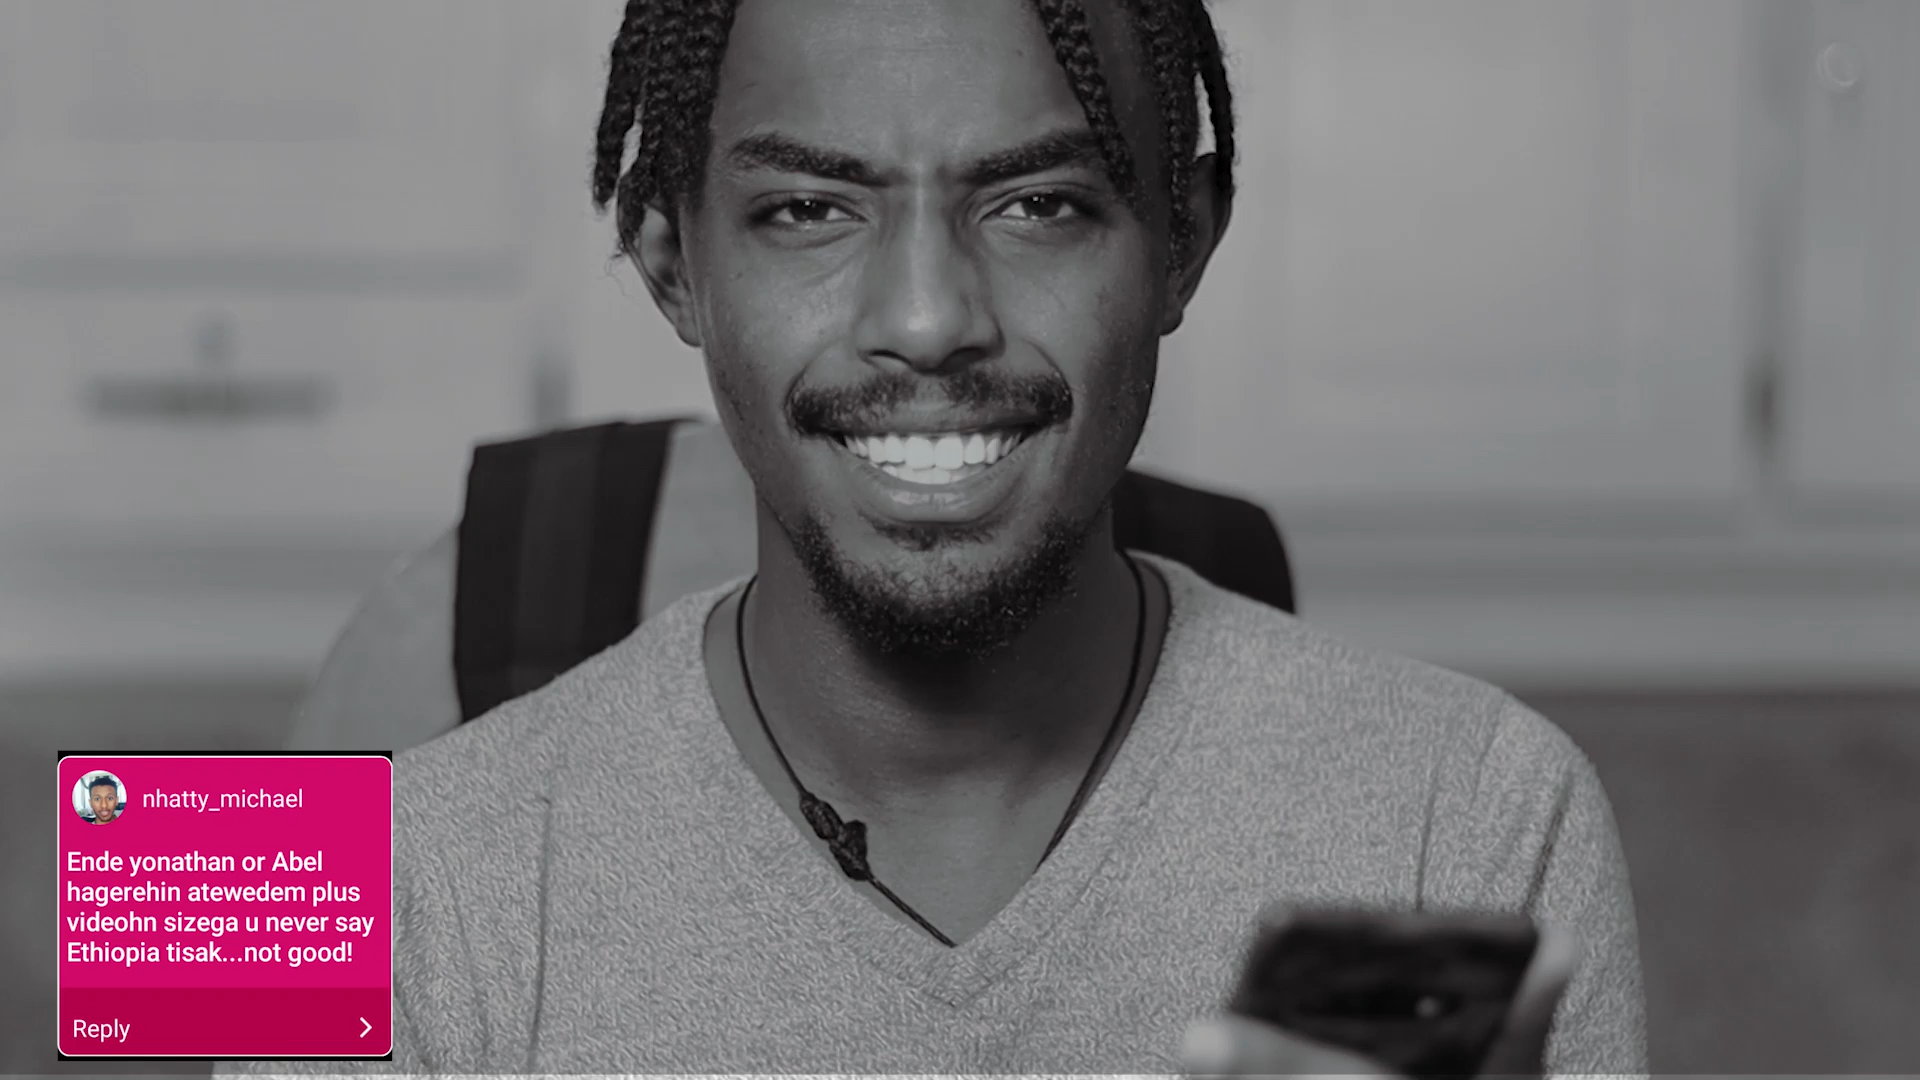 nhatty_michael
Ende yonathan or Abel
hagerehin atewedem plus
videohn sizega u never say
Ethiopia tisak...not good!
Reply